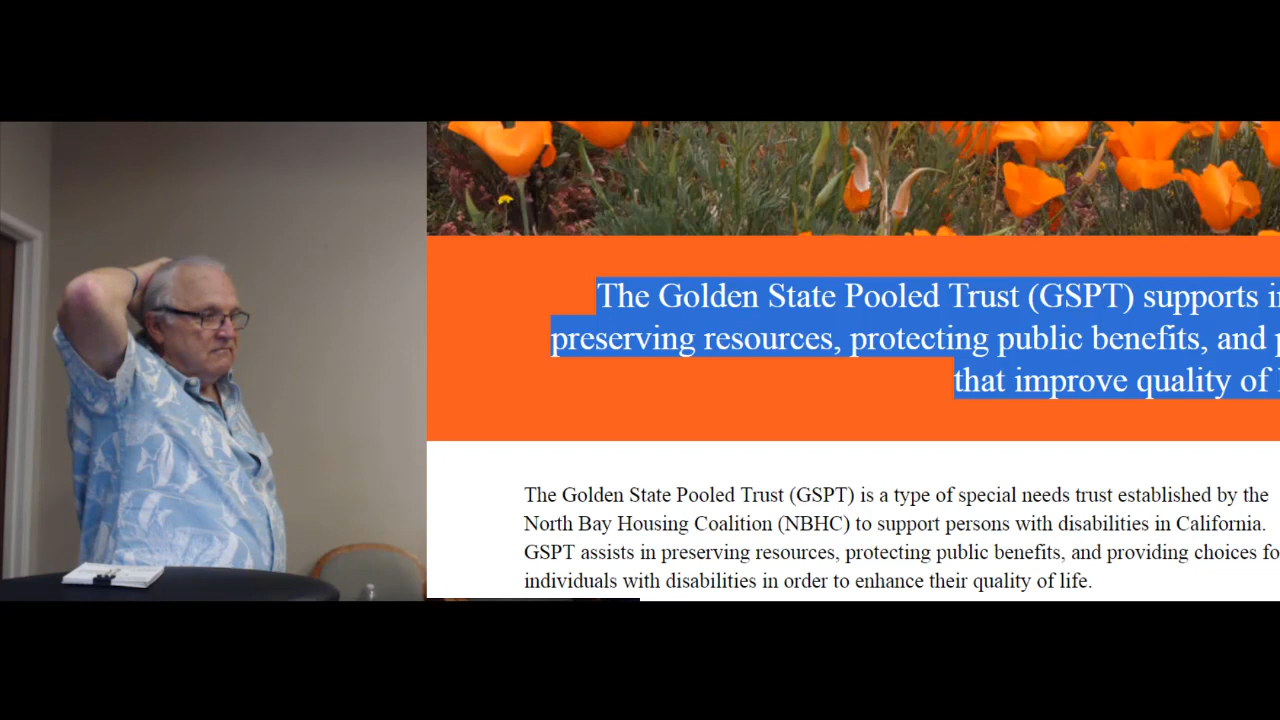 The Golden State Pooled Trust (GSPT) supports
preserving resources, protecting public benefits, and
that improve quality of
The Golden State Pooled Trust (GSPT) is a type of special needs trust established by the
North Bay Housing Coalition (NBHC) to support persons with disabilities in California.
GSPT assists in preserving resources, protecting public benefits, and providing choices
individuals with disabilities in order to enhance their quality of life.